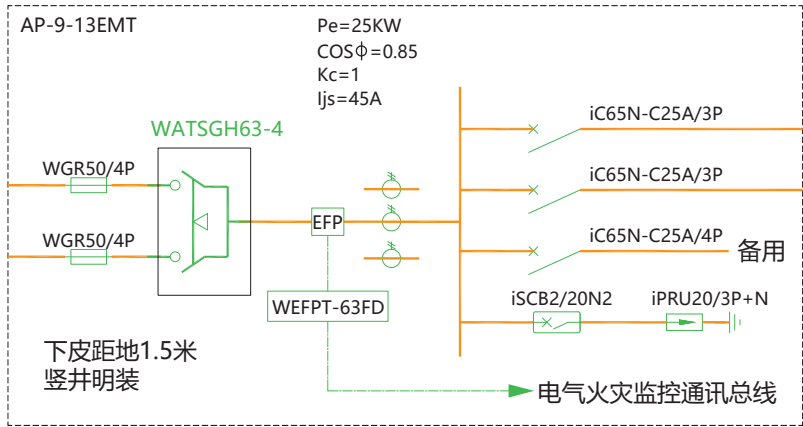 AP-9-13EMT
Pe=25KW
COSϕ=0.85
Kc=1
Ijs=45A
WATSGH63-4
WGR50/4P
WGR50/4P
EFP
WEFPT-63FD
iC65N-C25A/3P
iC65N-C25A/3P
iC65N-C25A/4P
备用
iSCB2/20N2
iPRU20/3P+N
下皮距地1.5米
竖井明装
电气火灾监控通讯总线